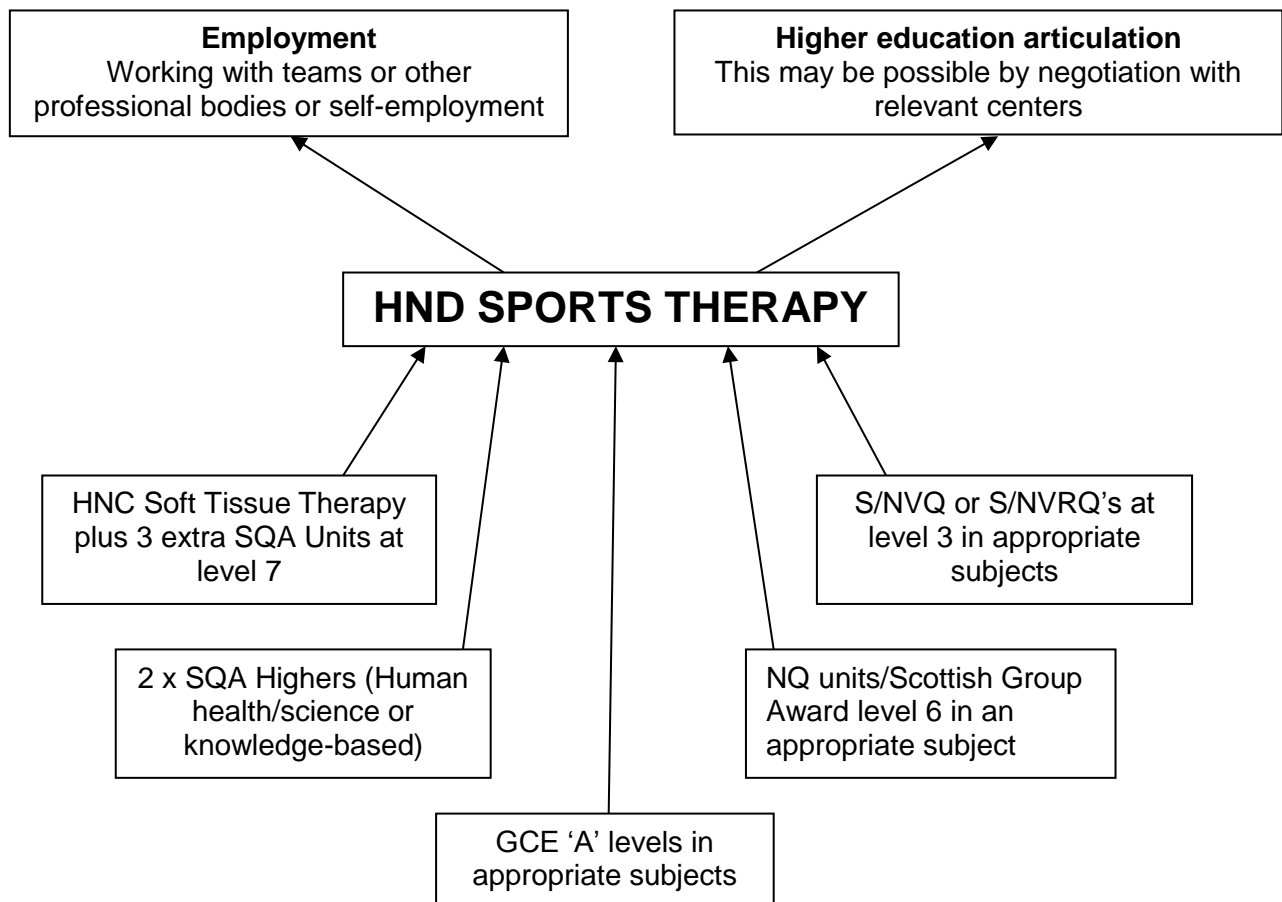 Employment
Working with teams or other
professional bodies or self-employment
Higher education articulation
This may be possible by negotiation with
relevant centers
HND SPORTS THERAPY
HNC Soft Tissue Therapy
plus 3 extra SQA Units at
level 7
S/NVQ or S/NVRQ’s at
level 3 in appropriate
subjects
2 x SQA Highers (Human
health/science or
knowledge-based)
NQ units/Scottish Group
Award level 6 in an
appropriate subject
GCE ‘A’ levels in
appropriate subjects